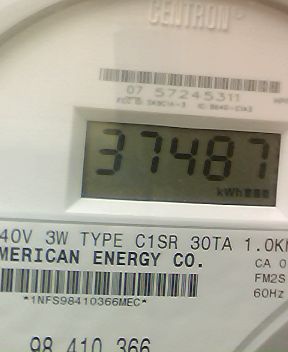 CENTRON
07 57245311
37487
kWh
40V 3W TYPE C1SR 30TA 1.0K
MERICAN ENERGY CO.
CA 0
FM2S
60Hz
*1NFS98410366MEC*
98 410 366